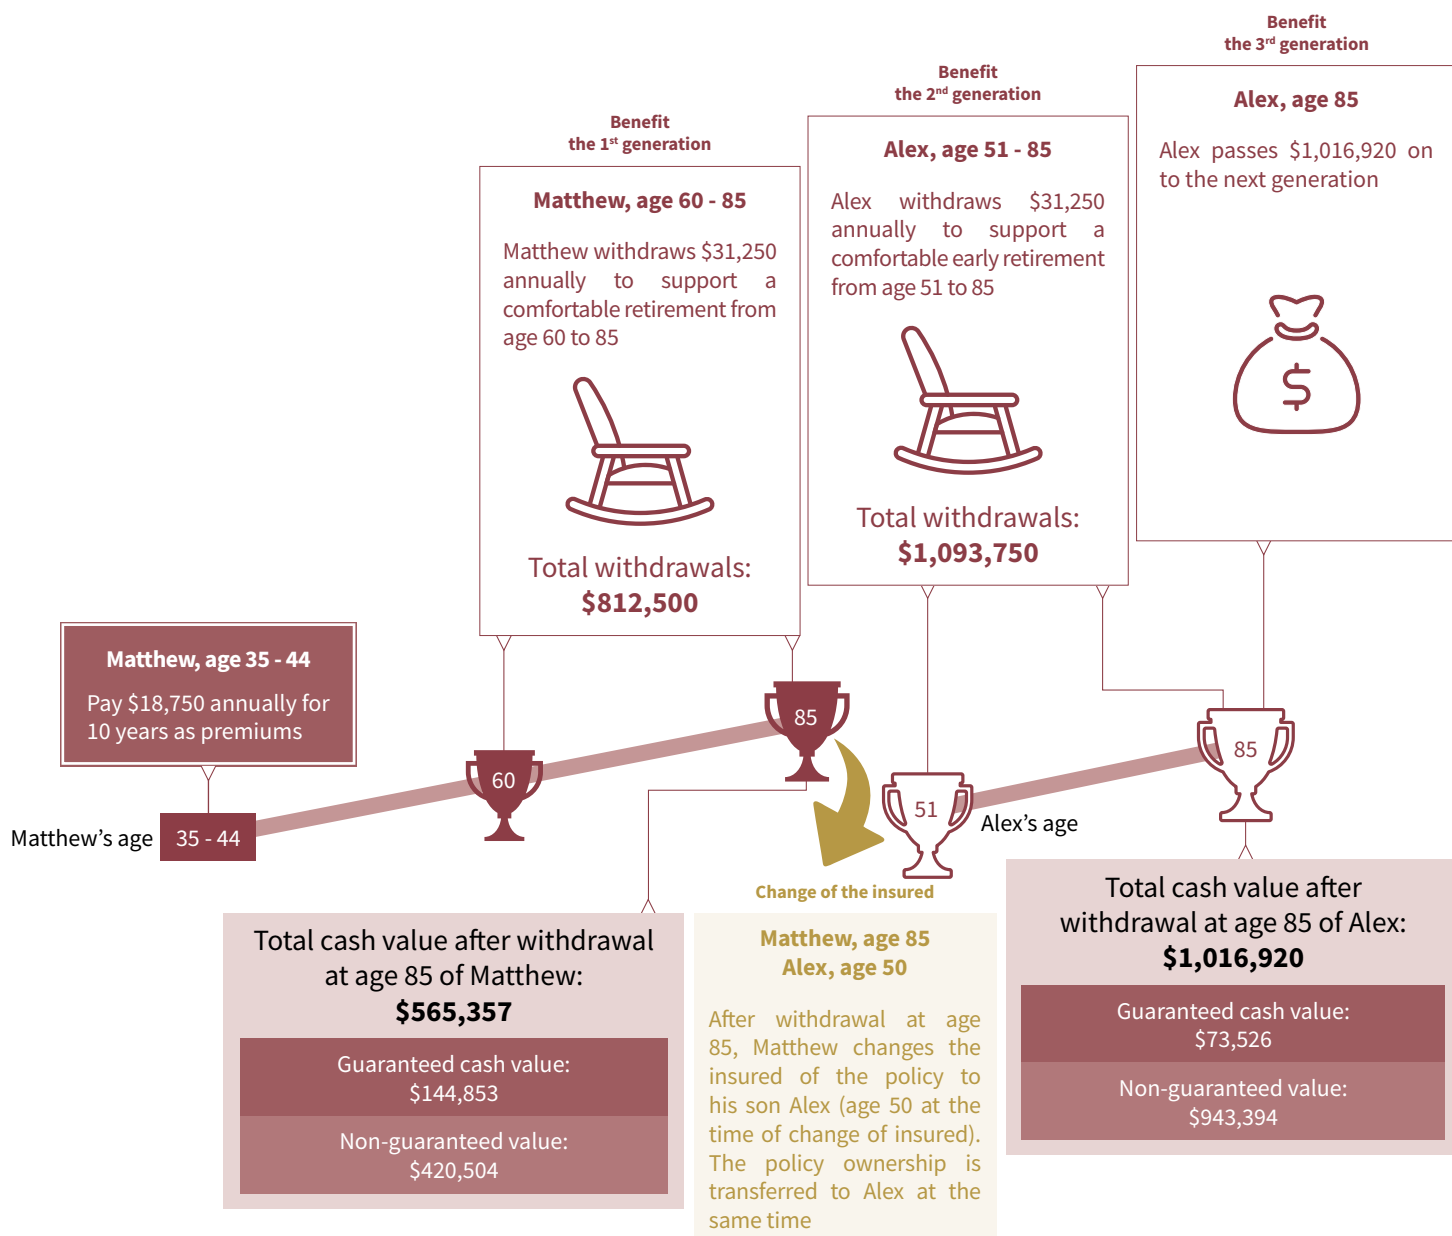 Benefit
the 1st generation
Matthew, age 60 - 85
Matthew withdraws $31,250
annually to support a
comfortable retirement from
age 60 to 85
Total withdrawals:
$812,500
Benefit
the 2nd generation
Alex, age 51 - 85
Alex withdraws $31,250
annually to support a
comfortable early retirement
from age 51 to 85
Total withdrawals:
$1,093,750
Benefit
the 3rd generation
Alex, age 85
Alex passes $1,016,920 on
to the next generation
$
Matthew, age 35 - 44
Pay $18,750 annually for
10 years as premiums
Matthew's age
35 - 44
60
85
51
Alex's age
85
Total cash value after withdrawal
at age 85 of Matthew:
$565,357
Guaranteed cash value:
$144,853
Non-guaranteed value:
$420,504
Change of the insured
Matthew, age 85
Alex, age 50
After withdrawal at age
85, Matthew changes the
insured of the policy to
his son Alex (age 50 at the
time of change of insured).
The policy ownership is
transferred to Alex at the
same time
Total cash value after
withdrawal at age 85 of Alex:
$1,016,920
Guaranteed cash value:
$73,526
Non-guaranteed value:
$943,394